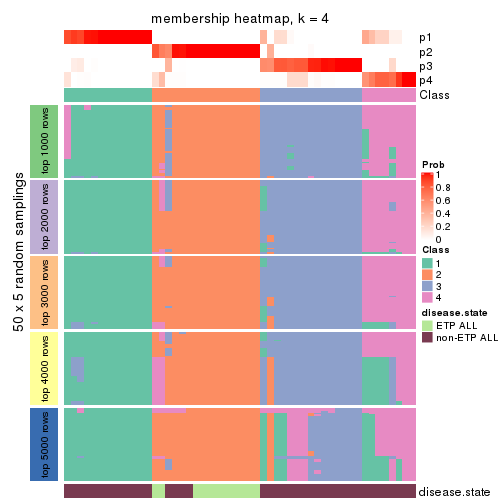 membership heatmap, k = 4
p1
p2
p3
p4
Class
50 x 5 random samplings
top 1000 rows
top 2000 rows
top 3000 rows
top 4000 rows
top 5000 rows
disease.state
Prob
1
0.8
0.6
0.4
0.2
0
Class
1
2
3
4
disease.state
ETP ALL
non-ETP ALL